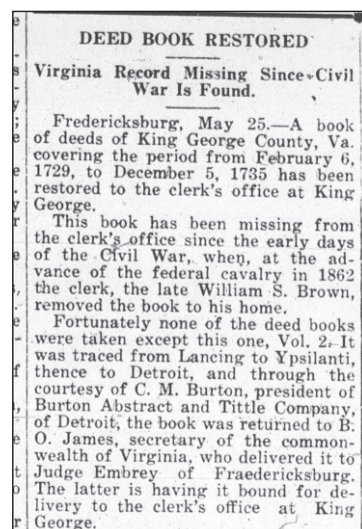 DEED BOOK RESTORED
Virginia Record Missing Since Civil
War Is Found.
Fredericksburg, May 25.—A book
of deeds of King George County, Va.
covering the period from February 6,
1729, to December 5, 1735 has been
restored to the clerk's office at King
George.
This book has been missing from
the clerk's office since the early days
of the Civil War, when, at the ad-
vance of the federal cavalry in 1862
the clerk, the late William S. Brown,
removed the book to his home.
Fortunately none of the deed books
were taken except this one, Vol. 2. It
was traced from Lancing to Ypsilanti,
thence to Detroit, and through the
courtesy of C. M. Burton, president of
Burton Abstract and Tittle Company,
of Detroit, the book was returned to B.
O. James, secretary of the common-
wealth of Virginia, who delivered it to
Judge Embrey of Fraedericksburg.
The latter is having it bound for de-
livery to the clerk's office at King
George.